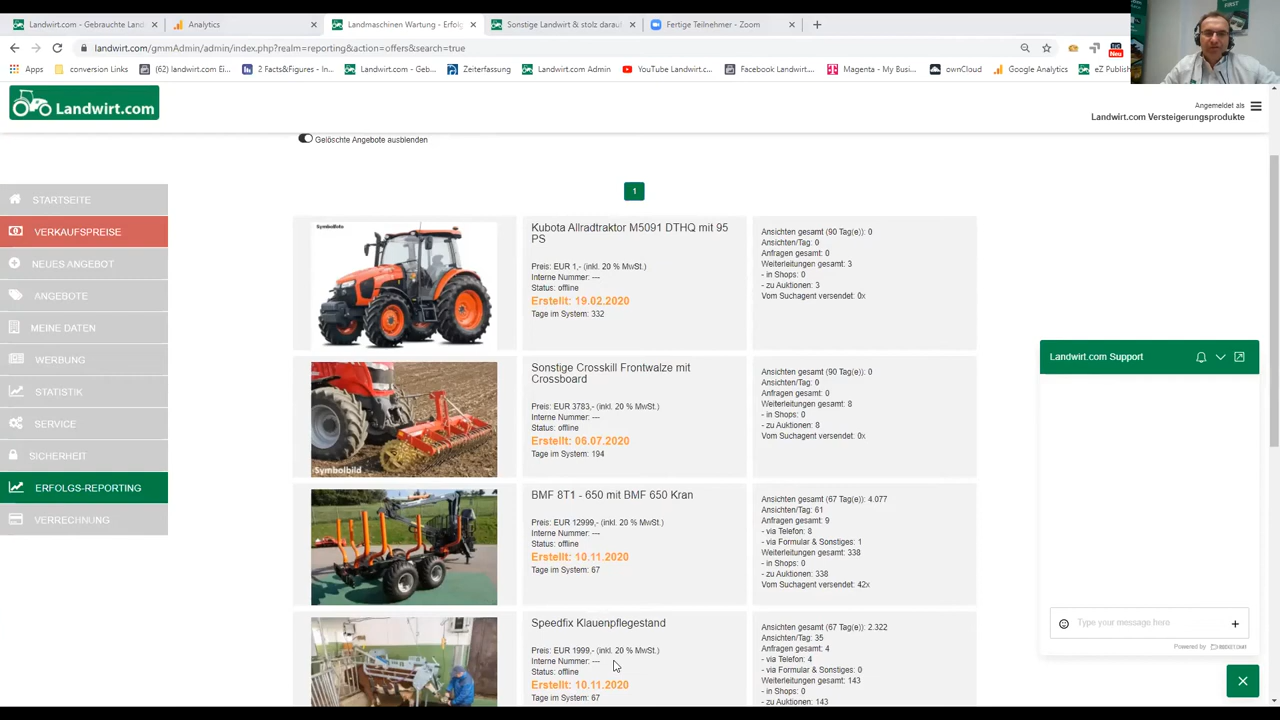 Landwirt.com - Gebrauchte Land
Analytics
Landmaschinen Wartung - Erfolg
Sonstige Landwirt & stolz darauf
Fertige Teilnehmer - Zoom
landwirt.com/gmmAdmin/admin/index.php?realm=reporting&action=offers&search=true
Apps
conversion Links
(62) landwirt.com Ei...
2 Facts&Figures - In...
Landwirt.com - Geb...
Zeiterfassung
Landwirt.com Admin
YouTube Landwirt.c...
Facebook Landwirt....
Magenta - My Busi...
ownCloud
Google Analytics
eZ Publish
Neu
FIRST
Landwirt.com
Angemeldet als
Landwirt.com Versteigerungsprodukte
Gelöschte Angebote ausblenden
1
STARTSEITE
VERKAUFSPREISE
NEUES ANGEBOT
ANGEBOTE
MEINE DATEN
WERBUNG
STATISTIK
SERVICE
SICHERHEIT
ERFOLGS-REPORTING
VERRECHNUNG
Symbolfoto
Kubota Allradtraktor M5091 DTHQ mit 95
PS
Preis: EUR 1,- (inkl. 20 % MwSt.)
Interne Nummer: ---
Status: offline
Erstellt: 19.02.2020
Tage im System: 332
Ansichten gesamt (90 Tag(e)): 0
Ansichten/Tag: 0
Anfragen gesamt: 0
Weiterleitungen gesamt: 3
- in Shops: 0
- zu Auktionen: 3
Vom Suchagent versendet: 0x
Symbolbild
Sonstige Crosskill Frontwalze mit
Crossboard
Preis: EUR 3783,- (inkl. 20 % MwSt.)
Interne Nummer: ---
Status: offline
Erstellt: 06.07.2020
Tage im System: 194
Ansichten gesamt (90 Tag(e)): 0
Ansichten/Tag: 0
Anfragen gesamt: 0
Weiterleitungen gesamt: 8
- in Shops: 0
- zu Auktionen: 8
Vom Suchagent versendet: 0x
BMF 8T1 - 650 mit BMF 650 Kran
Preis: EUR 12999,- (inkl. 20 % MwSt.)
Interne Nummer: ---
Status: offline
Erstellt: 10.11.2020
Tage im System: 67
Ansichten gesamt (67 Tag(e)): 4.077
Ansichten/Tag: 61
Anfragen gesamt: 9
- via Telefon: 8
- via Formular & Sonstiges: 1
Weiterleitungen gesamt: 338
- in Shops: 0
- zu Auktionen: 338
Vom Suchagent versendet: 42x
Speedfix Klauenpflegestand
Preis: EUR 1999,- (inkl. 20 % MwSt.)
Interne Nummer: ---
Status: offline
Erstellt: 10.11.2020
Tage im System: 67
Ansichten gesamt (67 Tag(e)): 2.322
Ansichten/Tag: 35
Anfragen gesamt: 4
- via Telefon: 4
- via Formular & Sonstiges: 0
Weiterleitungen gesamt: 143
- in Shops: 0
- zu Auktionen: 143
Landwirt.com Support
Type your message here
Powered by